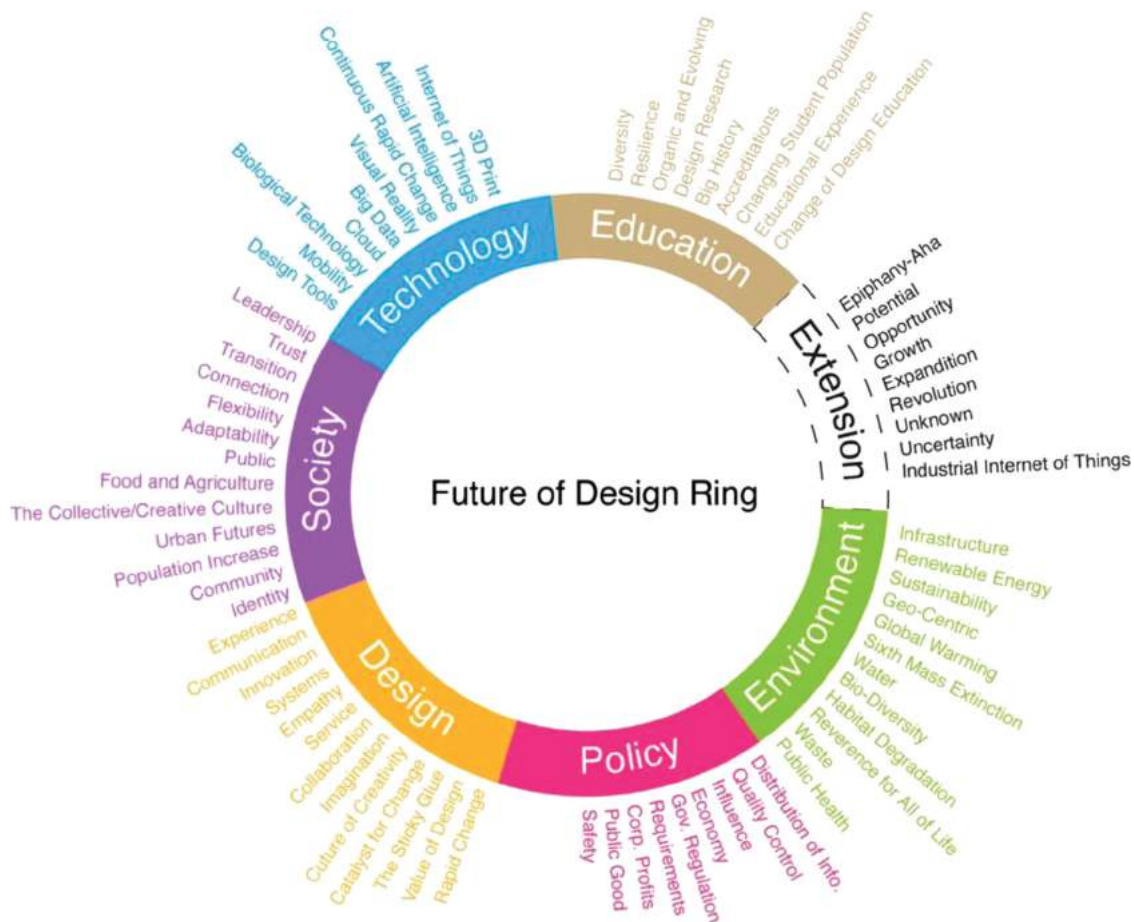 Future of Design Ring
Technology
3D Print
Internet of Things
Artificial Intelligence
Continuous Rapid Change
Visual Reality
Big Data
Cloud
Biological Technology
Mobility
Design Tools
Education
Diversity
Resilience
Organic and Evolving
Design Research
Big History
Accreditations
Changing Student Population
Educational Experience
Change of Design Education
Extension
Epiphany-Aha
Potential
Opportunity
Growth
Expandition
Revolution
Unknown
Uncertainty
Industrial Internet of Things
Environment
Infrastructure
Renewable Energy
Sustainability
Geo-Centric
Global Warming
Sixth Mass Extinction
Water
Bio-Diversity
Habitat Degradation
Reverence for All of Life
Waste
Public Health
Policy
Distribution of Info.
Quality Control
Influence
Economy
Gov. Regulation
Requirements
Corp. Profits
Public Good
Safety
Design
Rapid Change
Value of Design
The Sticky Glue
Catalyst for Change
Cuture of Creativity
Imagination
Collaboration
Service
Empathy
Systems
Innovation
Communication
Experience
Society
Identity
Community
Population Increase
Urban Futures
The Collective/Creative Culture
Food and Agriculture
Public
Adaptability
Flexibility
Connection
Transition
Trust
Leadership